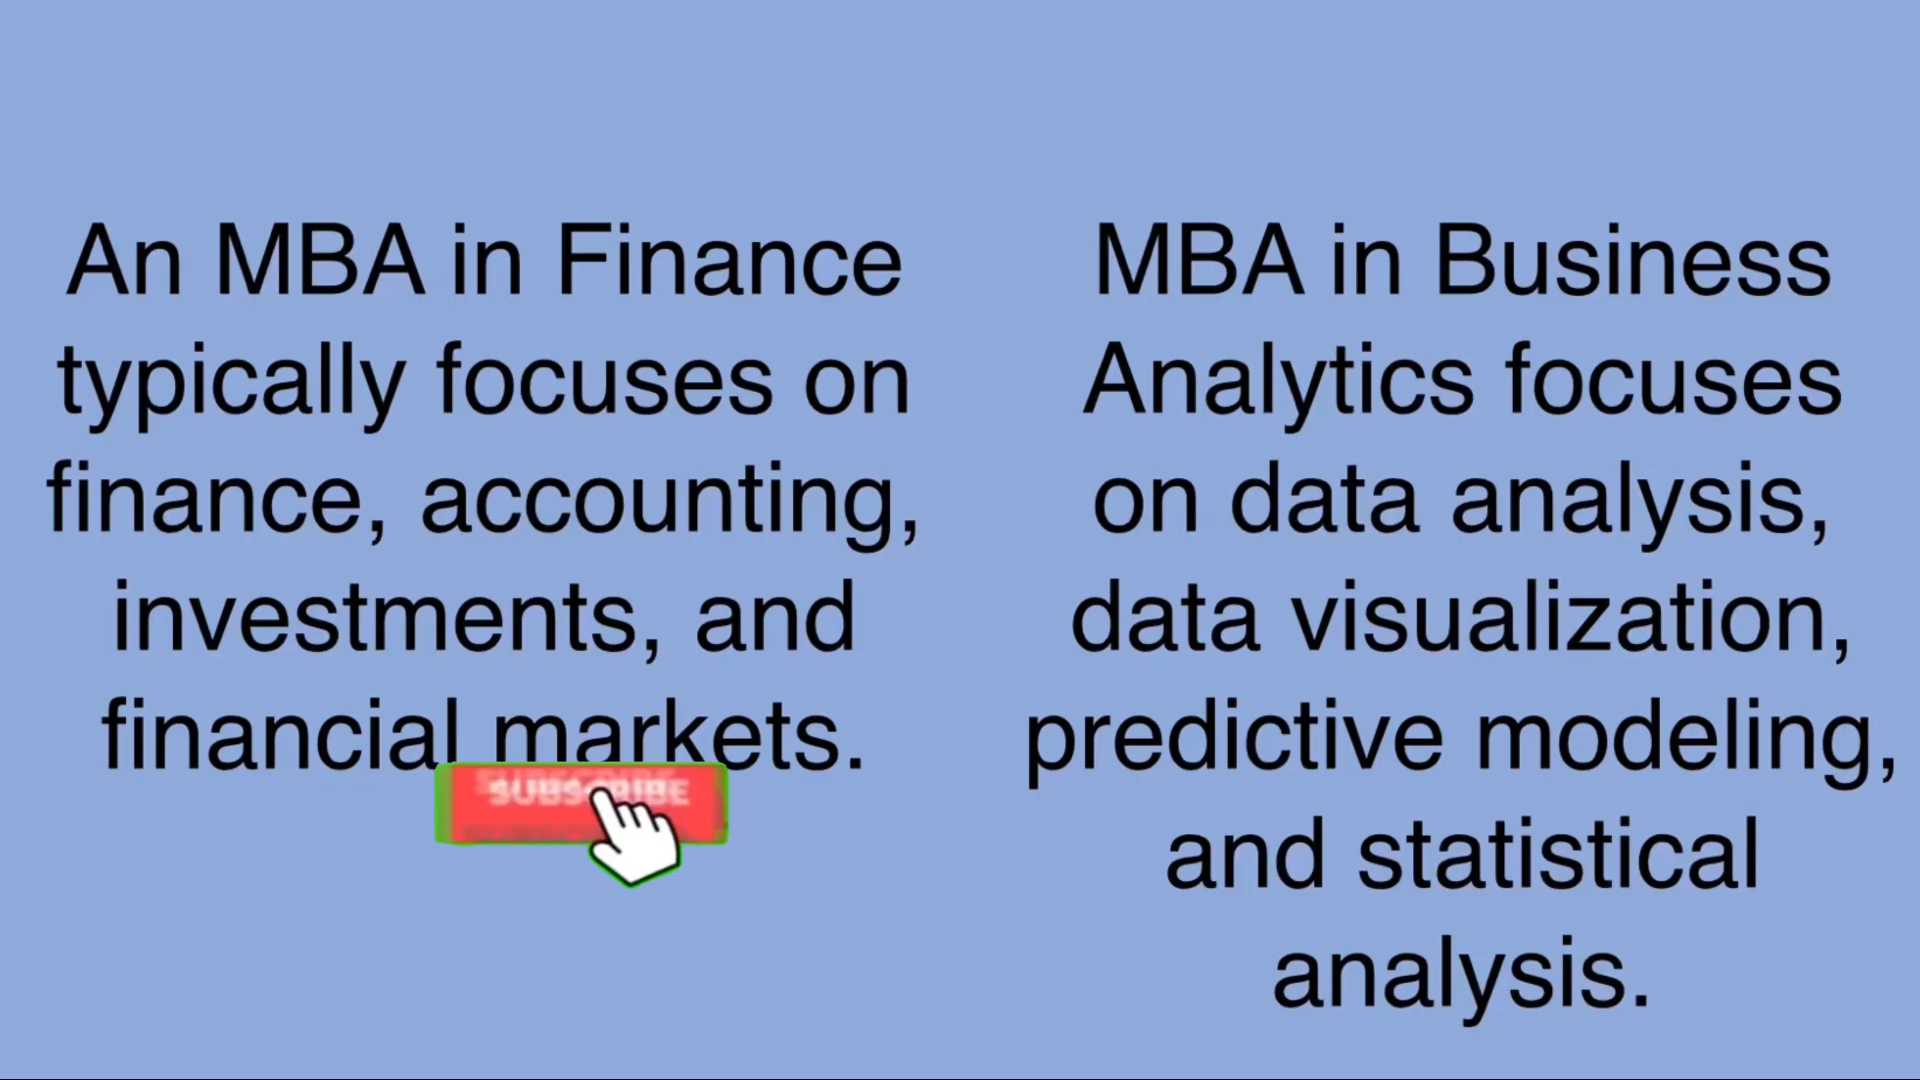 An MBA in Finance
typically focuses on
finance, accounting,
investments, and
financial markets.
SUBSCRIBE
MBA in Business
Analytics focuses
on data analysis,
data visualization,
predictive modeling,
and statistical
analysis.